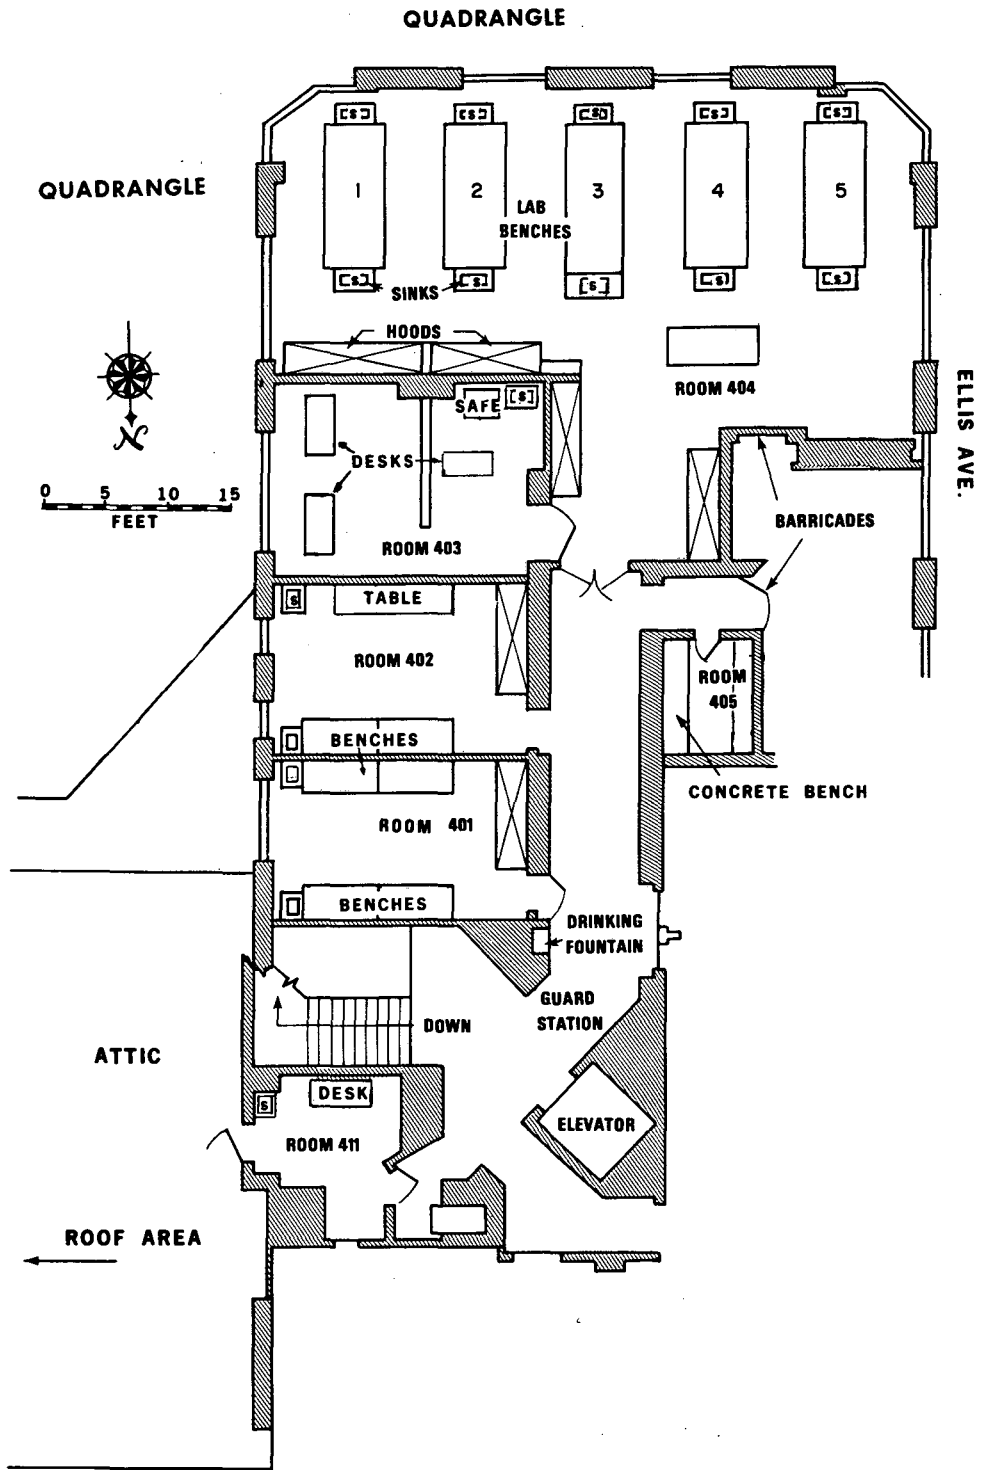 QUADRANGLE
[S] [S] [S] [S] [S]
QUADRANGLE
1 2 3 4 5
LAB
BENCHES
[S] [S] [S] [S] [S]
SINKS
HOODS
ROOM 404
ELLIS AVE.
N
SAFE [S]
DESKS
0 5 10 15
FEET
BARRICADES
ROOM 403
S TABLE
ROOM 402
ROOM
405
BENCHES
CONCRETE BENCH
ROOM 401
BENCHES
DRINKING
FOUNTAIN
GUARD
STATION
DOWN
ATTIC
DESK
S
ELEVATOR
ROOM 411
ROOF AREA